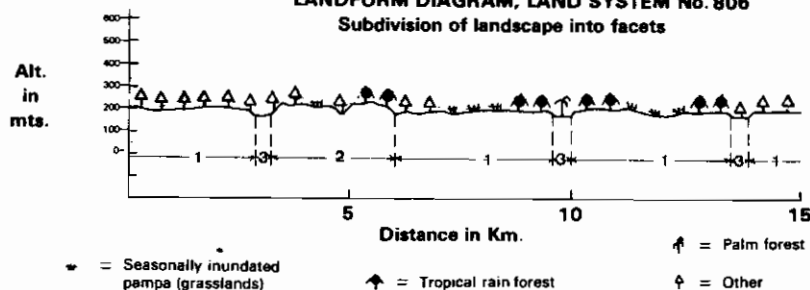 LANDFORM DIAGRAM, LAND SYSTEM No. 806
Subdivision of landscape into facets
Alt.
in
mts.
600
500
400
300
200
100
0
1 3 2 1 3 1 3 1
5 10 15
Distance in Km.
= Seasonally inundated
pampa (grasslands)
= Tropical rain forest
= Palm forest
= Other